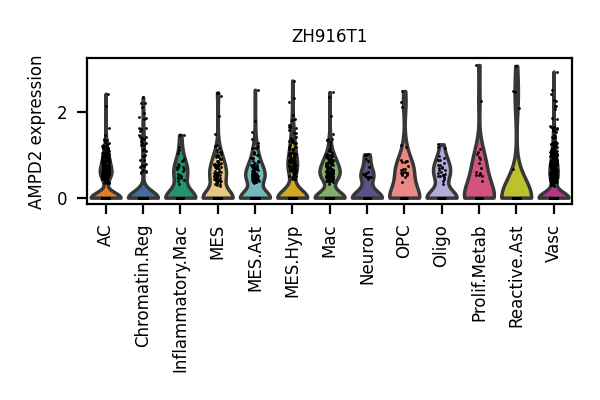 ZH916T1
AMPD2 expression
2
0
AC
Chromatin.Reg
Inflammatory.Mac
MES
MES.Ast
MES.Hyp
Mac
Neuron
OPC
Oligo
Prolif.Metab
Reactive.Ast
Vasc